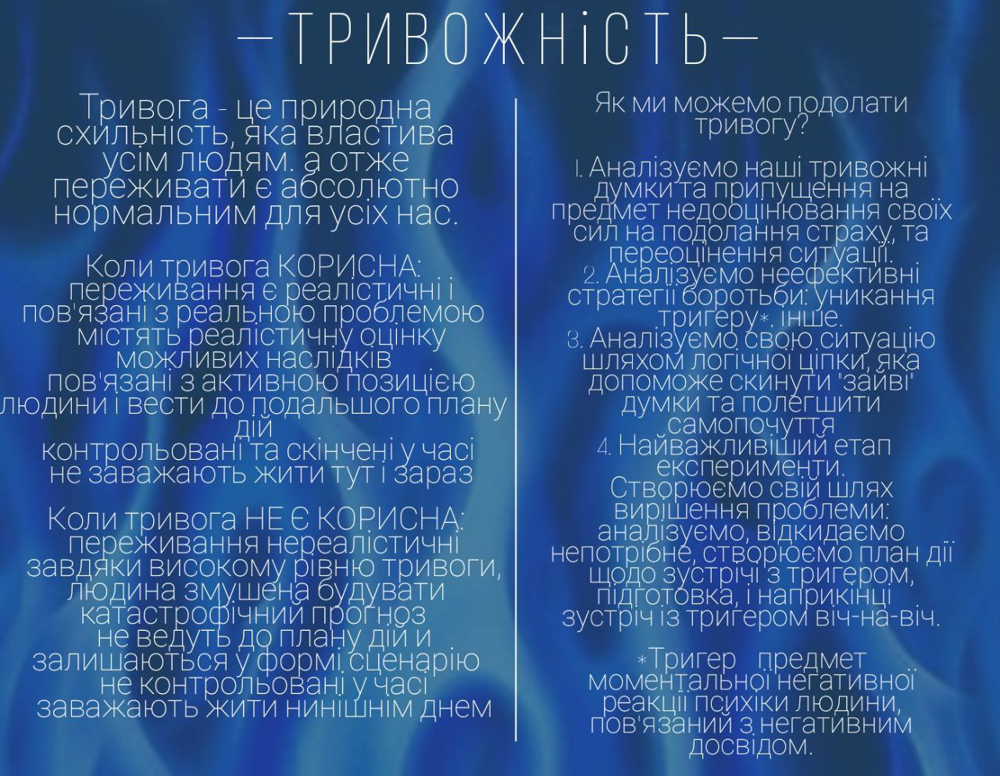 –ТРИВОЖНіСТЬ–
Тривога - це природна
схильність, яка властива
усім людям. а отже
переживати є абсолютно
нормальним для усіх нас.
Коли тривога КОРИСНА:
переживання є реалістичні і
пов'язані з реальною проблемою
містять реалістичну оцінку
можливих наслідків
пов'язані з активною позицією
людини і вести до подальшого плану
дій
контрольовані та скінчені у часі
не заважають жити тут і зараз
Коли тривога НЕ Є КОРИСНА:
переживання нереалістичні
завдяки високому рівню тривоги,
людина змушена будувати
катастрофічний прогноз
не ведуть до плану дій и
залишаються у формі сценарію
не контрольовані у часі
заважають жити нинішнім днем
Як ми можемо подолати
тривогу?
1. Аналізуємо наші тривожні
думки та припущення на
предмет недооцінювання своїх
сил на подолання страху, та
переоцінення ситуації.
2. Аналізуємо неефективні
стратегії боротьби: уникання
тригеру*. інше.
3. Аналізуємо свою ситуацію
шляхом логічної ціпки, яка
допоможе скинути "зайві"
думки та полегшити
самопочуття
4. Найважливіший етап
експерименти.
Створюємо свій шлях
вирішення проблеми:
аналізуємо, відкидаємо
непотрібне, створюємо план дії
щодо зустрічі з тригером,
підготовка, і наприкінці
зустріч із тригером віч-на-віч.
*Тригер предмет
моментальної негативної
реакції психіки людини,
пов'язаний з негативним
досвідом.